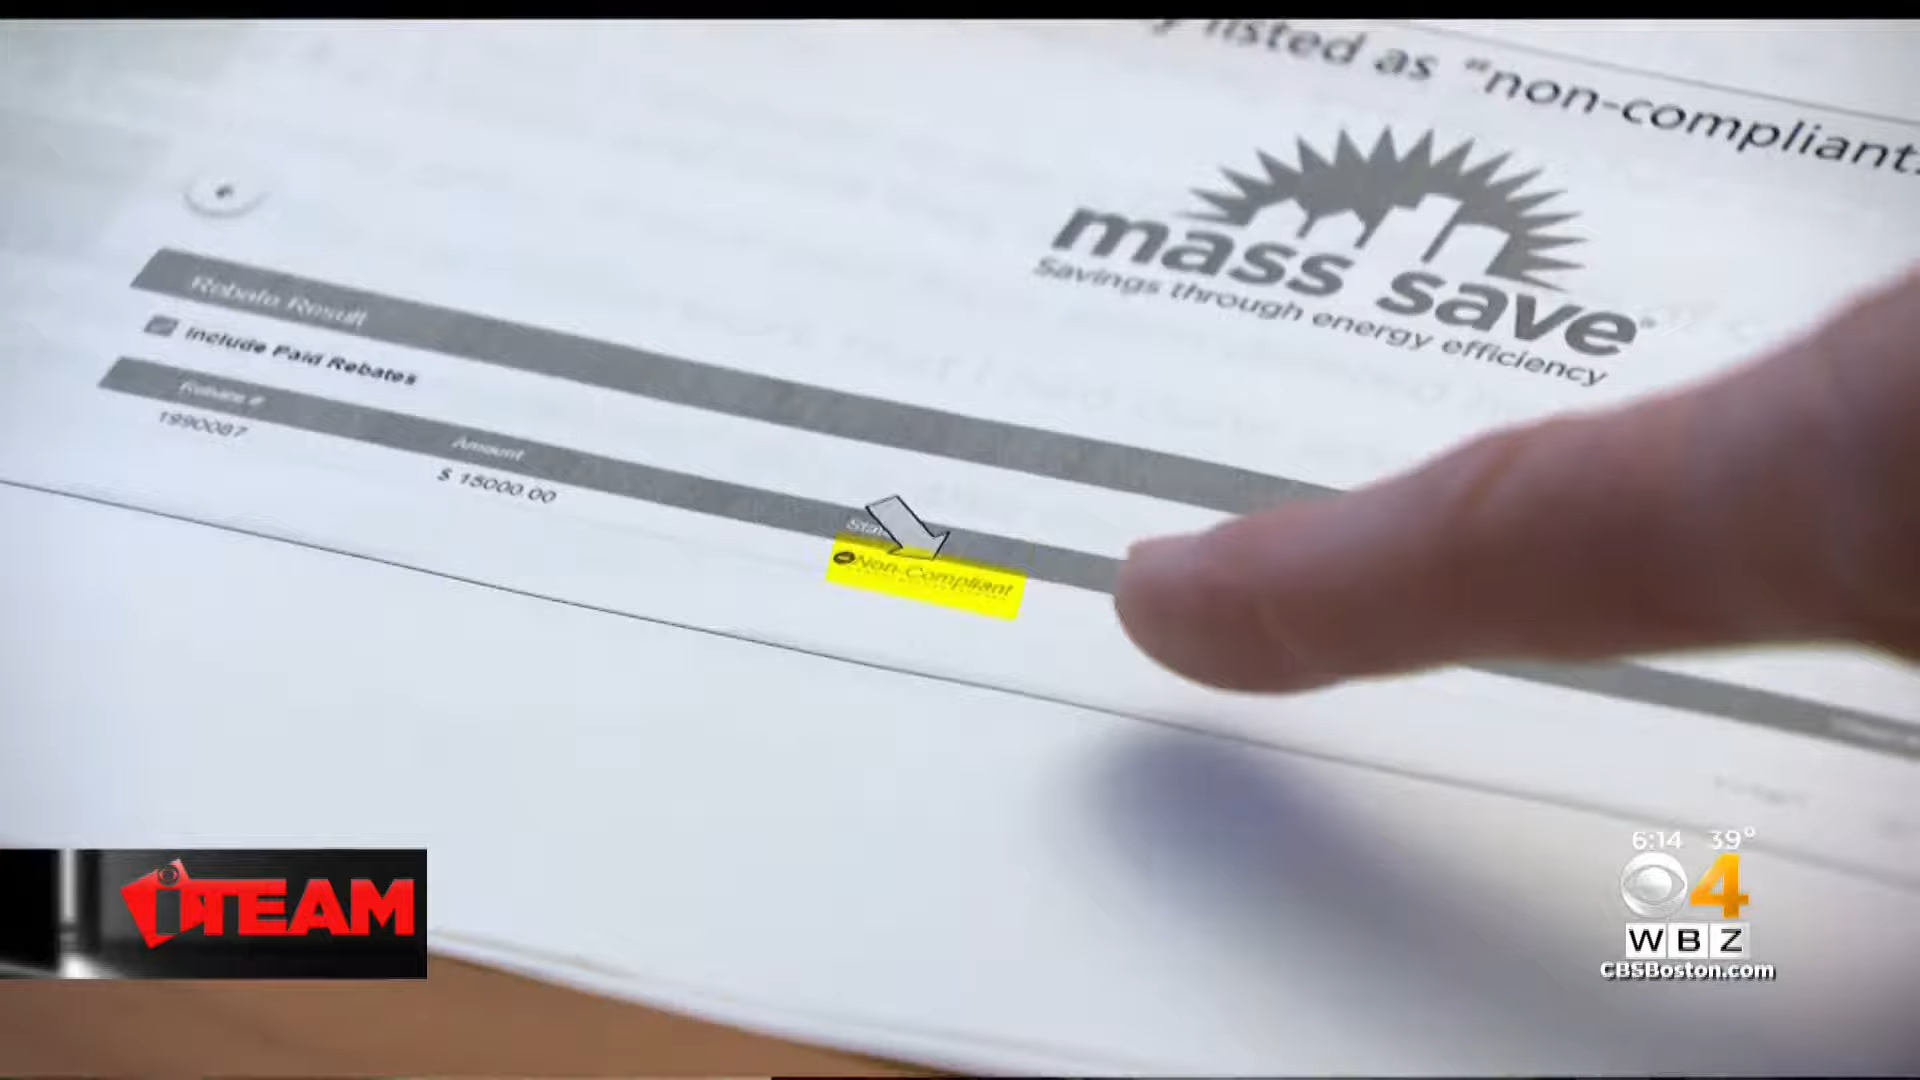 listed as "non-compliant.
mass save®
Savings through energy efficiency
Rebate Result
Include Paid Rebates
Rebate #
Amount
1990087
$ 15000.00
Non-Compliant
iTEAM
6:14 39°
4
WBZ
CBSBoston.com